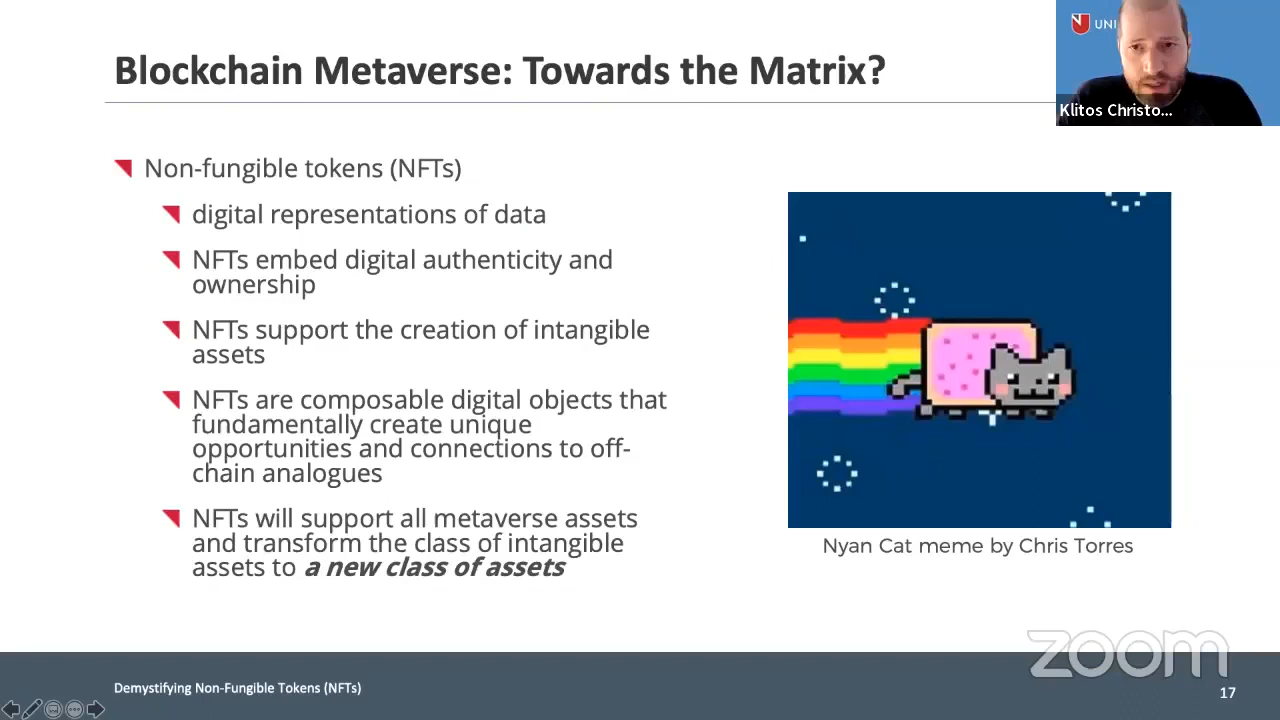 Blockchain Metaverse: Towards the Matrix?
UNI
Klitos Christo...
Non-fungible tokens (NFTs)
digital representations of data
NFTs embed digital authenticity and
ownership
NFTs support the creation of intangible
assets
NFTs are composable digital objects that
fundamentally create unique
opportunities and connections to off-
chain analogues
NFTs will support all metaverse assets
and transform the class of intangible
assets to a new class of assets
Nyan Cat meme by Chris Torres
zoom
Demystifying Non-Fungible Tokens (NFTs)
17